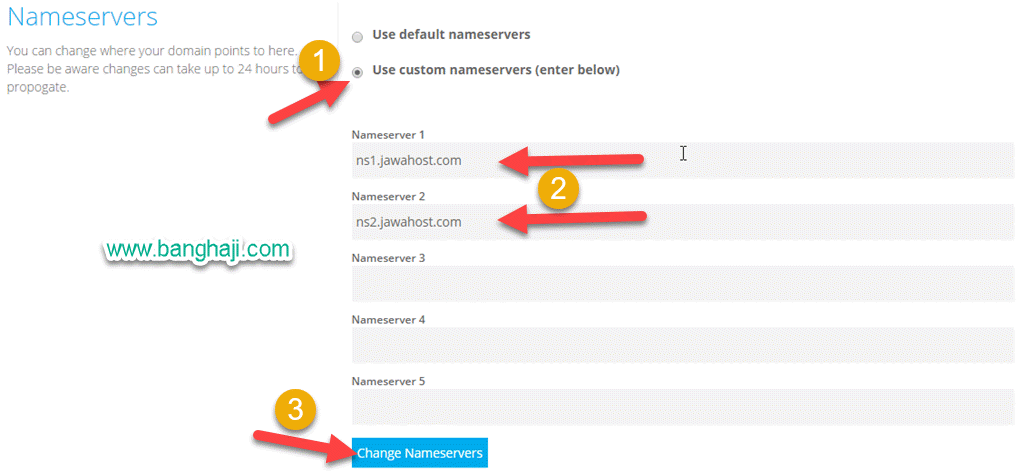 Nameservers
You can change where your domain points to here.
Please be aware changes can take up to 24 hours to
propogate.
Use default nameservers
1
Use custom nameservers (enter below)
Nameserver 1
ns1.jawahost.com
2
Nameserver 2
ns2.jawahost.com
www.banghaji.com
Nameserver 3
Nameserver 4
Nameserver 5
3
Change Nameservers